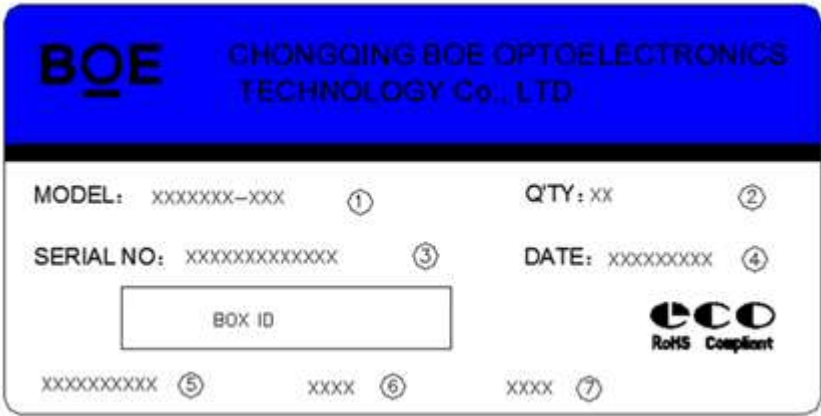 BOE
CHONGQING BOE OPTOELECTRONICS
TECHNOLOGY Co., LTD
MODEL: XXXXXXX-XXX ① Q'TY: XX ②
SERIAL NO: XXXXXXXXXXXXX ③ DATE: XXXXXXXXX ④
BOX ID
eco
RoHS Compliant
XXXXXXXXXX ⑤ XXXX ⑥ XXXX ⑦